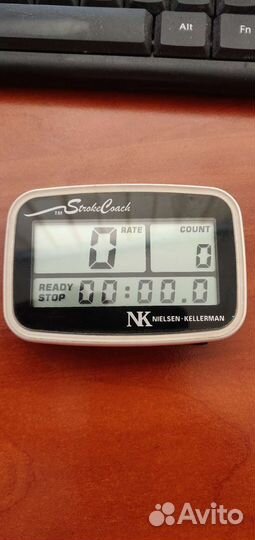 Alt
Fn
™ StrokeCoach
RATE COUNT
0 0
READY
STOP 00:00.0
NK NIELSEN-KELLERMAN
Avito